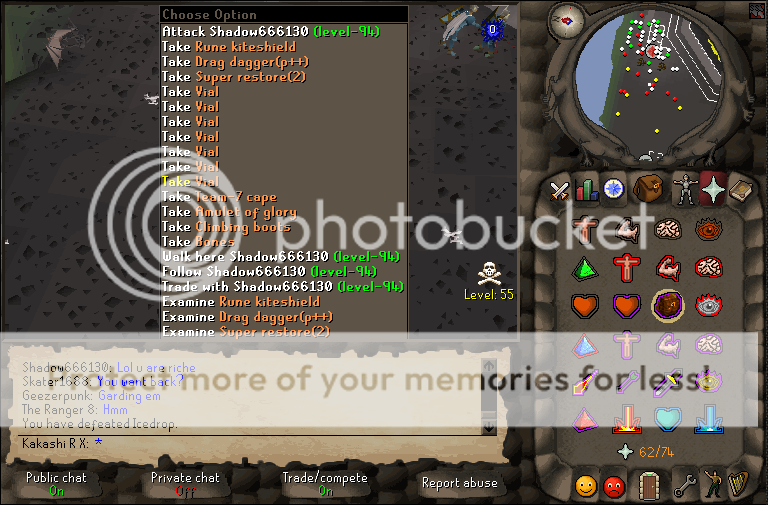 Choose Option
Attack Shadow666130 (level-94)
Take Rune kiteshield
Take Drag dagger(p++)
Take Super restore(2)
Take Vial
Take Vial
Take Vial
Take Vial
Take Vial
Take Vial
Take Vial
Take Team-7 cape
Take Amulet of glory
Take Climbing boots
Take Bones
Walk here Shadow666130 (level-94)
Follow Shadow666130 (level-94)
Trade with Shadow666130 (level-94)
Examine Rune kiteshield
Examine Drag dagger(p++)
Examine Super restore(2)
0
Level: 55
photobucket
more of your memories for less!
Shadow666130: Lol u are riche
Skater1683: You want back?
Geezerpunk: Garding em
The Ranger 8: Hmm
You have defeated Icedrop.
Kakashi R X: *
62/74
Public chat
On
Private chat
Off
Trade/compete
On
Report abuse